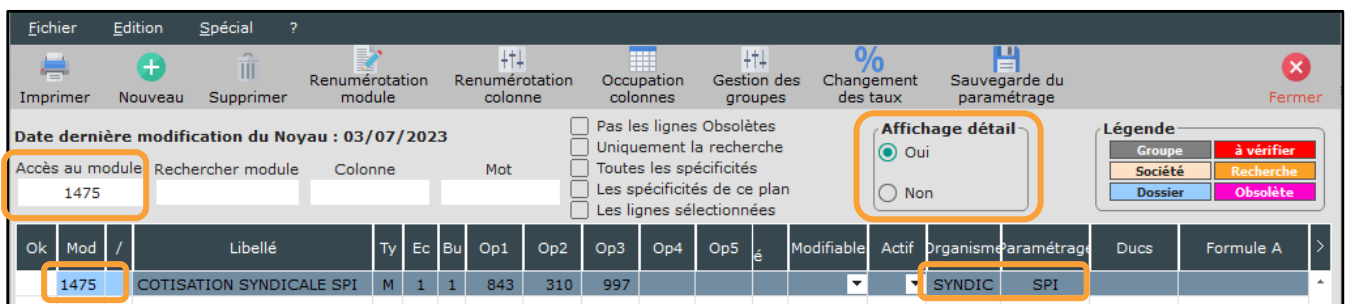 Fichier Edition Spécial ?
Imprimer Nouveau Supprimer Renumérotation module Renumérotation colonne Occupation colonnes Gestion des groupes Changement des taux Sauvegarde du paramétrage Fermer
Date dernière modification du Noyau : 03/07/2023
Accès au module Rechercher module Colonne Mot
1475
Pas les lignes Obsolètes
Uniquement la recherche
Toutes les spécificités
Les spécificités de ce plan
Les lignes sélectionnées
Affichage détail
Oui
Non
Légende
Groupe à vérifier
Société Recherche
Dossier Obsolète
Ok Mod / Libellé Ty Ec Bu Op1 Op2 Op3 Op4 Op5 é Modifiable Actif Organisme Paramétrage Ducs Formule A >
1475 COTISATION SYNDICALE SPI M 1 1 843 310 997 SYNDIC SPI